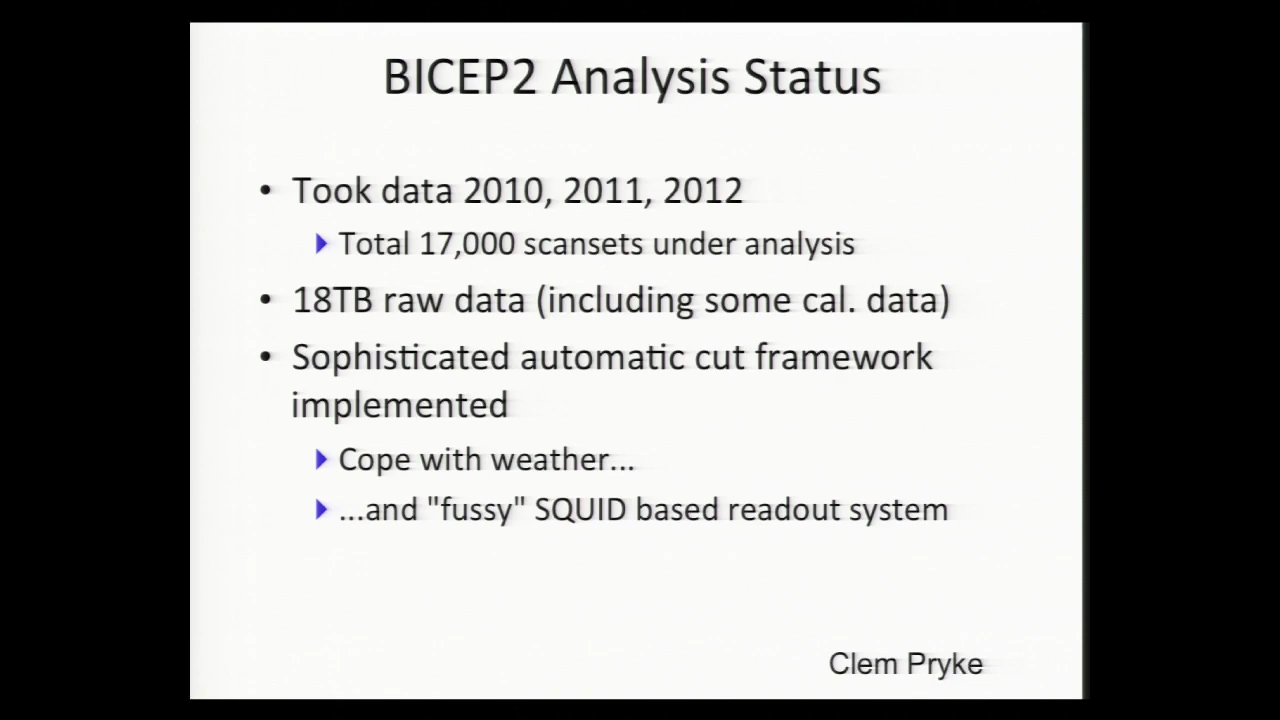 BICEP2 Analysis Status
• Took data 2010, 2011, 2012
Total 17,000 scansets under analysis
• 18TB raw data (including some cal. data)
• Sophisticated automatic cut framework
implemented
Cope with weather...
...and "fussy" SQUID based readout system
Clem Pryke